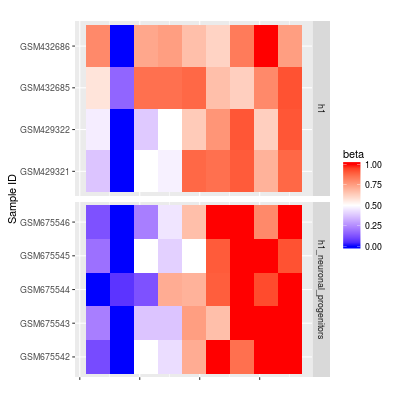 GSM432686
GSM432685
GSM429322
GSM429321
h1
GSM675546
GSM675545
GSM675544
GSM675543
GSM675542
h1_neuronal_progenitors
Sample ID
beta
1.00
0.75
0.50
0.25
0.00